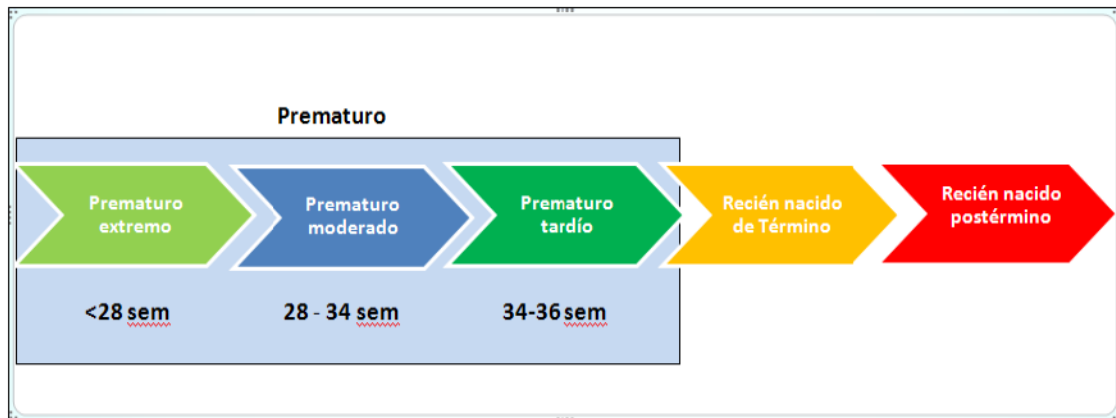 Prematuro
Prematuro
extremo
Prematuro
moderado
Prematuro
tardío
Recién nacido
de Término
Recién nacido
postérmino
<28 sem
28 - 34 sem
34-36 sem